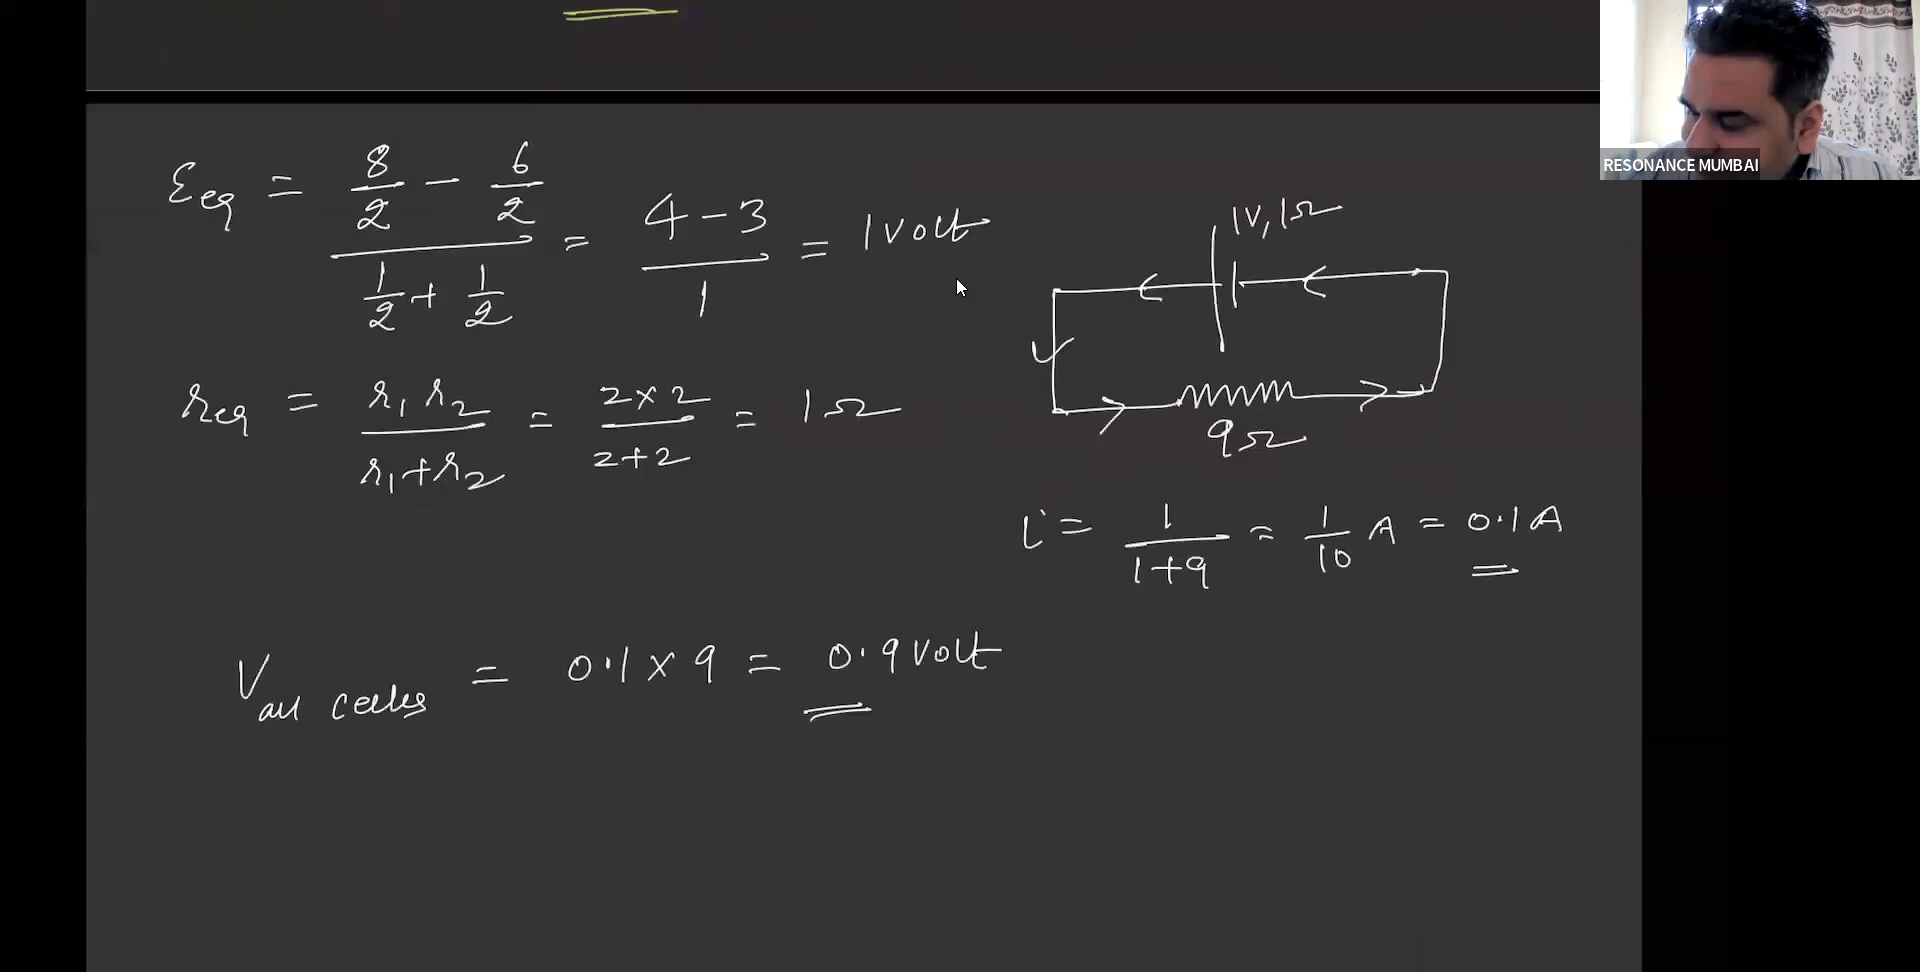 RESONANCE MUMBAI
εeq = (8/2 - 6/2) / (1/2 + 1/2) = (4 - 3)/1 = 1 volt
1V, 1Ω
req = r₁ r₂ / (r₁ + r₂) = (2 × 2)/(2 + 2) = 1Ω
9Ω
i = 1/(1+9) = 1/10 A = 0.1A
V all cells = 0.1 × 9 = 0.9 volt